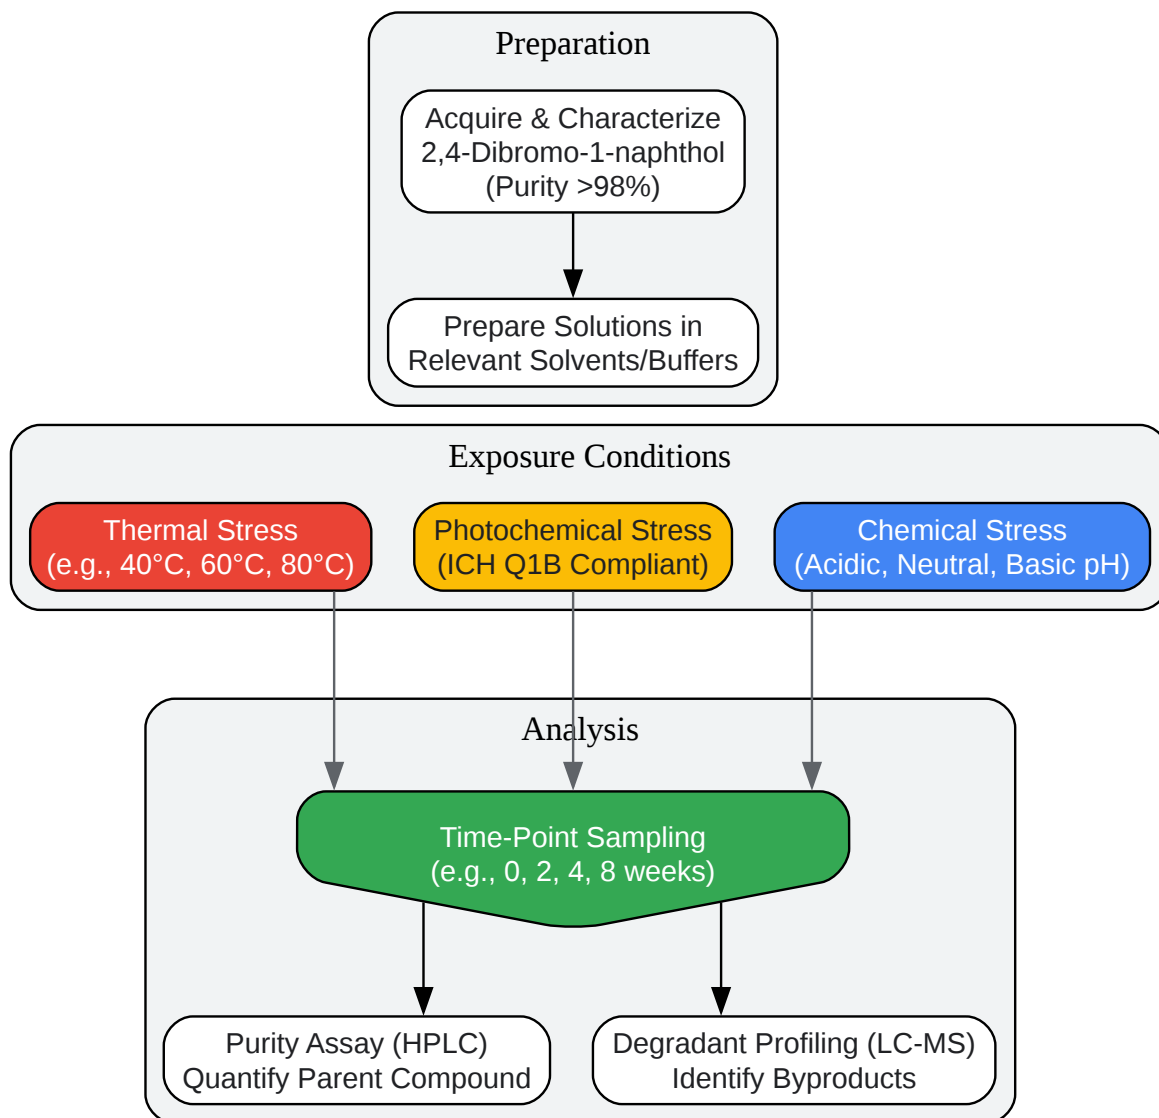 Preparation
Acquire & Characterize
2,4-Dibromo-1-naphthol
(Purity >98%)
Prepare Solutions in
Relevant Solvents/Buffers
Exposure Conditions
Thermal Stress
(e.g., 40°C, 60°C, 80°C)
Photochemical Stress
(ICH Q1B Compliant)
Chemical Stress
(Acidic, Neutral, Basic pH)
Analysis
Time-Point Sampling
(e.g., 0, 2, 4, 8 weeks)
Purity Assay (HPLC)
Quantify Parent Compound
Degradant Profiling (LC-MS)
Identify Byproducts